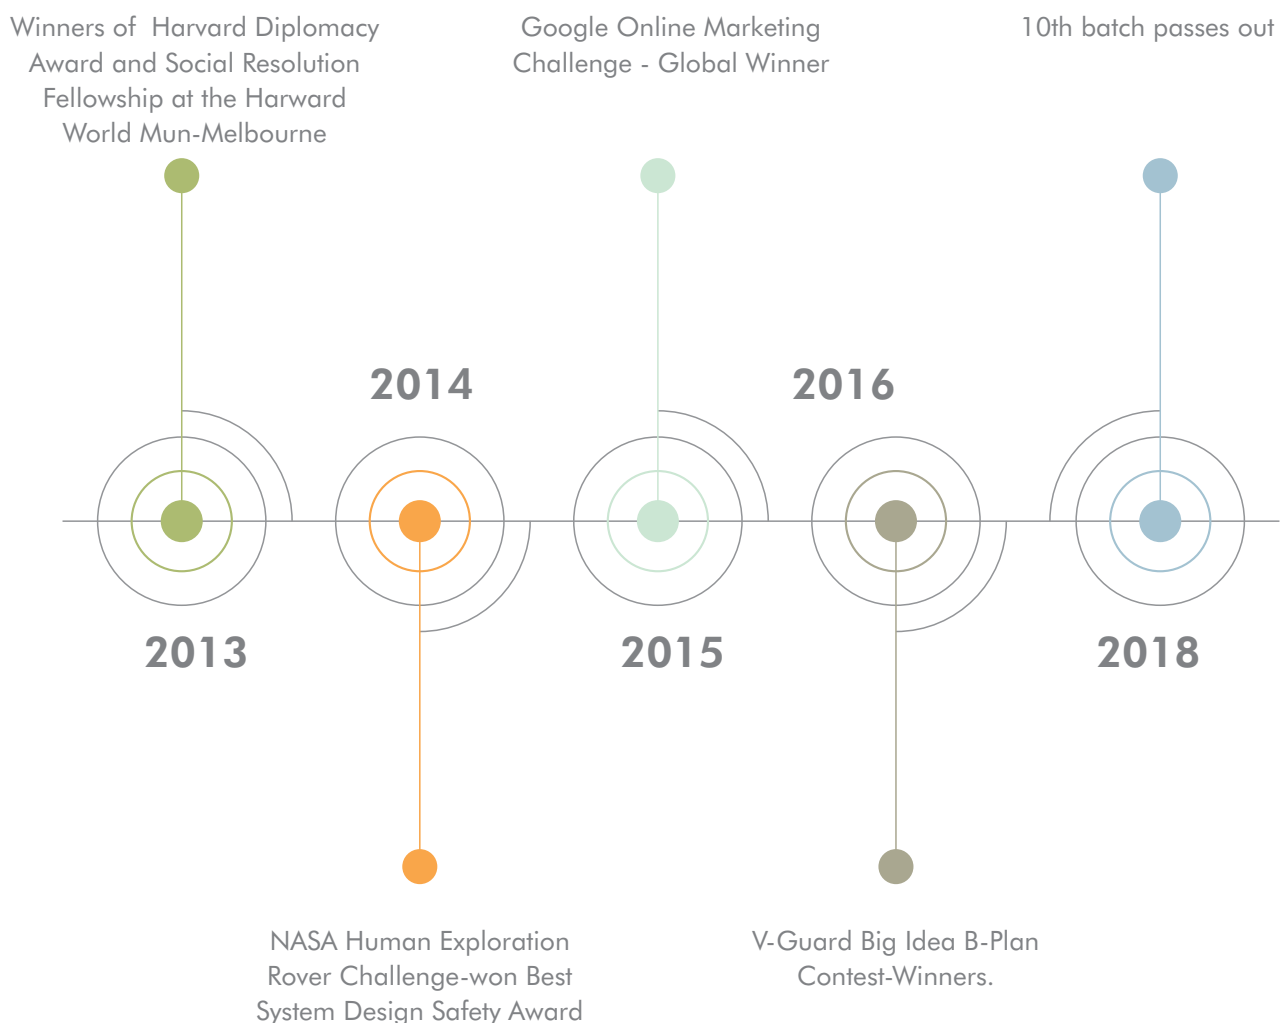 Winners of  Harvard Diplomacy
Award and Social Resolution
Fellowship at the Harward
World Mun-Melbourne
Google Online Marketing
Challenge - Global Winner
10th batch passes out
2014
2016
2013
2015
2018
NASA Human Exploration
Rover Challenge-won Best
System Design Safety Award
V-Guard Big Idea B-Plan
Contest-Winners.